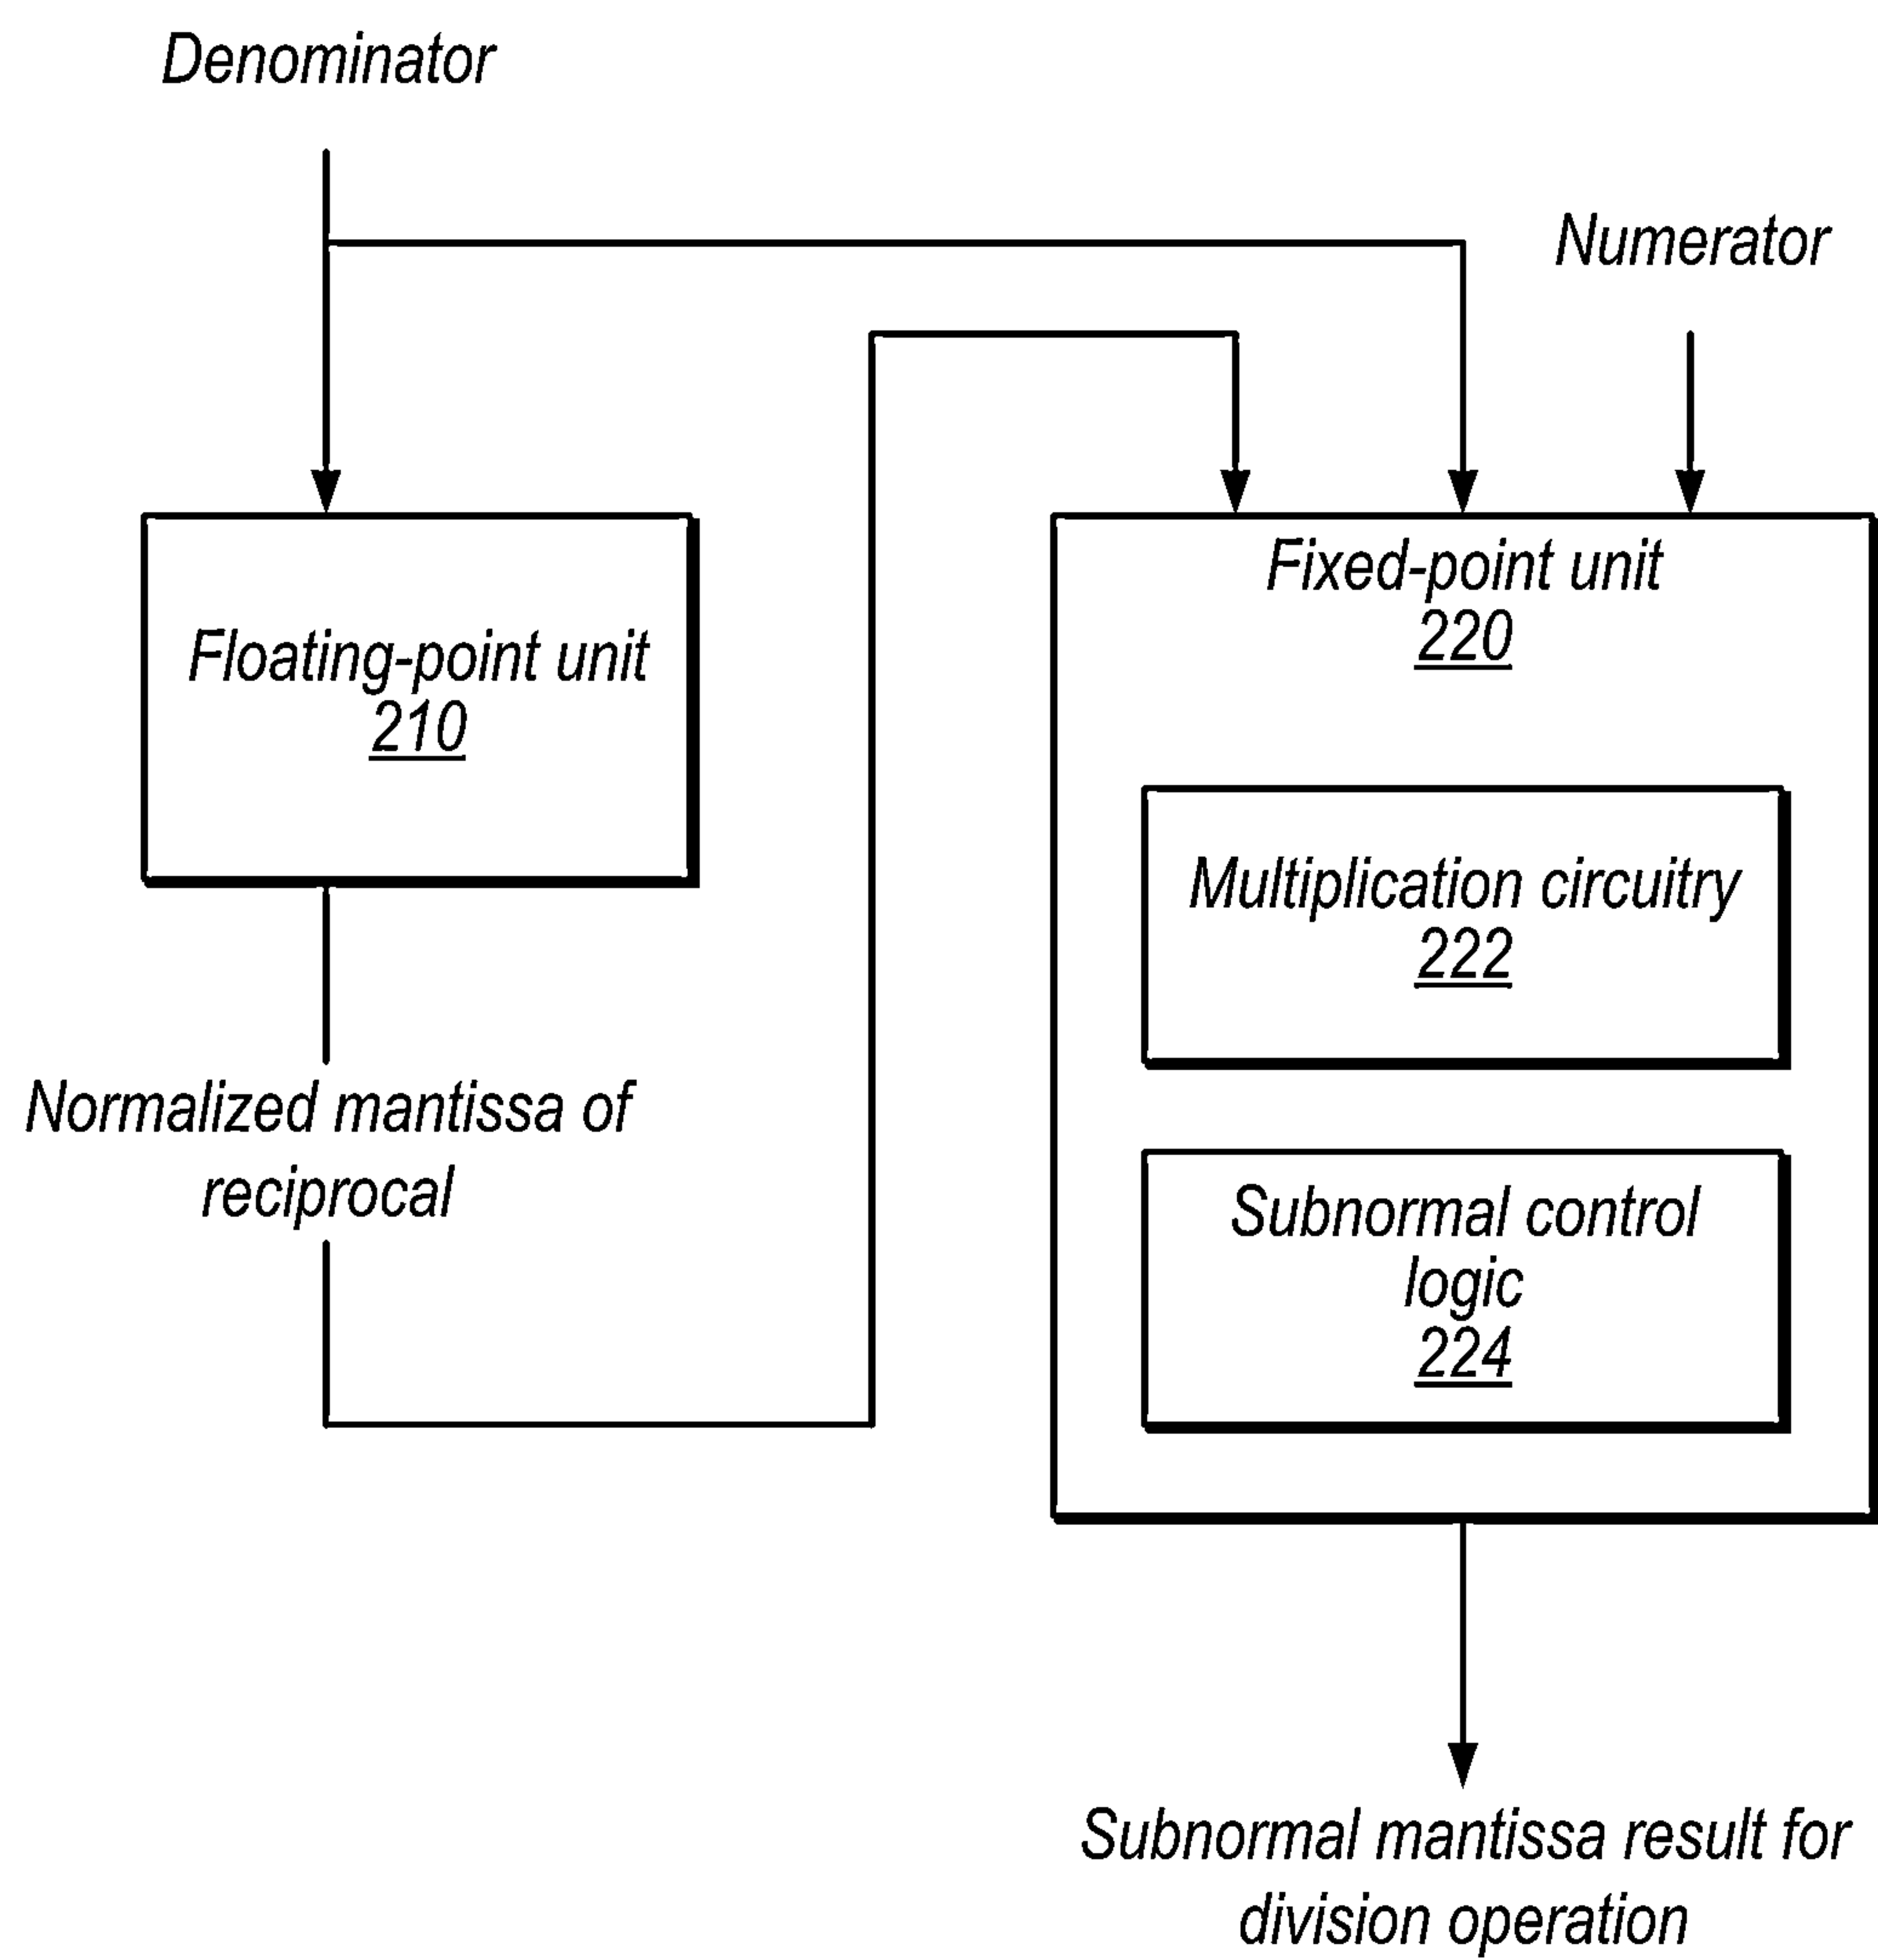 Denominator
Numerator
Floating-point unit
210
Normalized mantissa of
reciprocal
Fixed-point unit
220
Multiplication circuitry
222
Subnormal control
logic
224
Subnormal mantissa result for
division operation